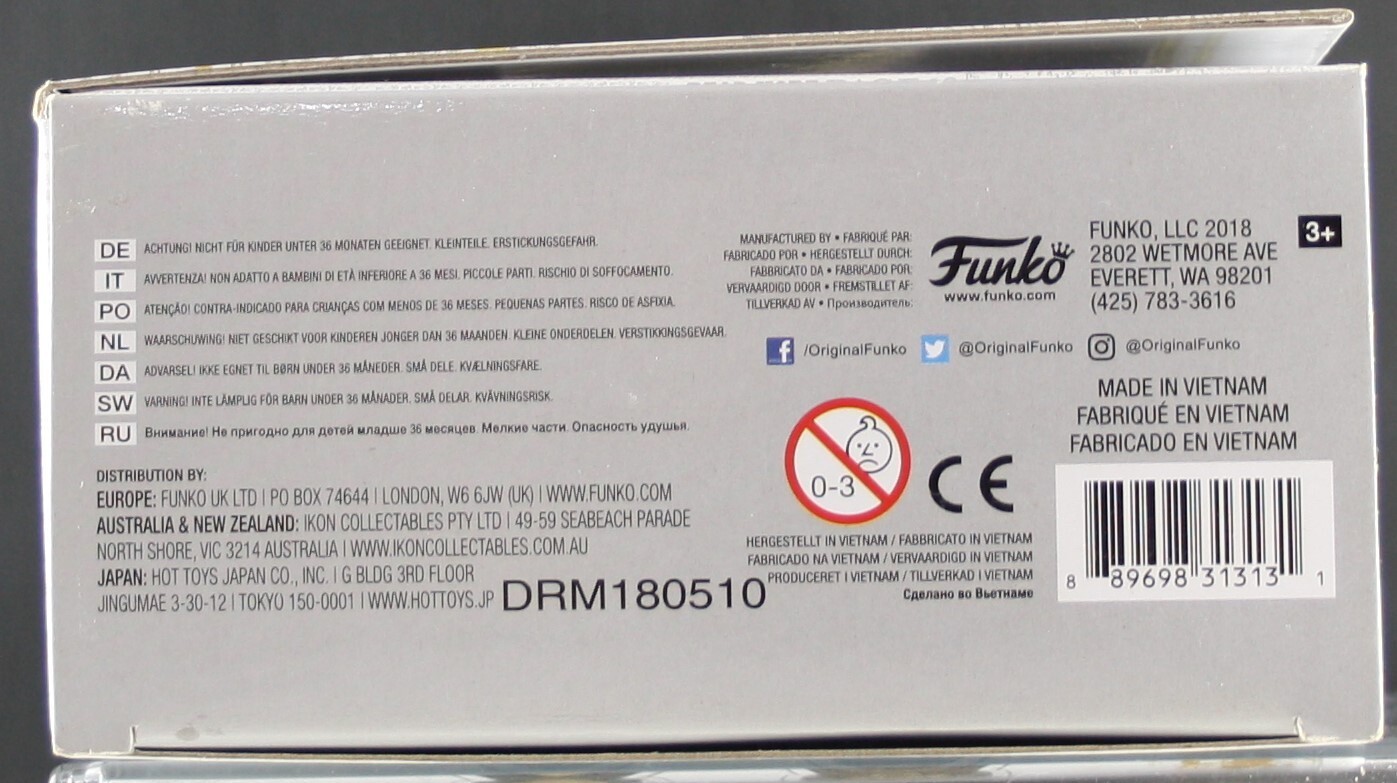 DE ACHTUNG! NICHT FÜR KINDER UNTER 36 MONATEN GEEIGNET. KLEINTEILE. ERSTICKUNGSGEFAHR.
IT AVVERTENZA! NON ADATTO A BAMBINI DI ETÀ INFERIORE A 36 MESI. PICCOLE PARTI. RISCHIO DI SOFFOCAMENTO.
PO ATENÇÃO! CONTRA-INDICADO PARA CRIANÇAS COM MENOS DE 36 MESES. PEQUENAS PARTES. RISCO DE ASFIXIA.
NL WAARSCHUWING! NIET GESCHIKT VOOR KINDEREN JONGER DAN 36 MAANDEN. KLEINE ONDERDELEN. VERSTIKKINGSGEVAAR.
DA ADVARSEL! IKKE EGNET TIL BØRN UNDER 36 MÅNEDER. SMÅ DELE. KVÆLNINGSFARE.
SW VARNING! INTE LÄMPLIG FÖR BARN UNDER 36 MÅNADER. SMÅ DELAR. KVÄVNINGSRISK.
RU Внимание! Не пригодно для детей младше 36 месяцев. Мелкие части. Опасность удушья.
DISTRIBUTION BY:
EUROPE: FUNKO UK LTD | PO BOX 74644 | LONDON, W6 6JW (UK) | WWW.FUNKO.COM
AUSTRALIA & NEW ZEALAND: IKON COLLECTABLES PTY LTD | 49-59 SEABEACH PARADE
NORTH SHORE, VIC 3214 AUSTRALIA | WWW.IKONCOLLECTABLES.COM.AU
JAPAN: HOT TOYS JAPAN CO., INC. | G BLDG 3RD FLOOR
JINGUMAE 3-30-12 | TOKYO 150-0001 | WWW.HOTTOYS.JP
DRM180510
MANUFACTURED BY • FABRIQUÉ PAR:
FABRICADO POR • HERGESTELLT DURCH:
FABBRICATO DA • FABRICADO POR:
VERVAARDIGD DOOR • FREMSTILLET AF:
TILLVERKAD AV • Производитель:
Funko
www.funko.com
FUNKO, LLC 2018
2802 WETMORE AVE
EVERETT, WA 98201
(425) 783-3616
3+
/OriginalFunko @OriginalFunko @OriginalFunko
0-3
CE
MADE IN VIETNAM
FABRIQUÉ EN VIETNAM
FABRICADO EN VIETNAM
HERGESTELLT IN VIETNAM / FABBRICATO IN VIETNAM
FABRICADO NA VIETNAM / VERVAARDIGD IN VIETNAM
PRODUCERET I VIETNAM / TILLVERKAD I VIETNAM
Сделано во Вьетнаме
8 89698 31313 1